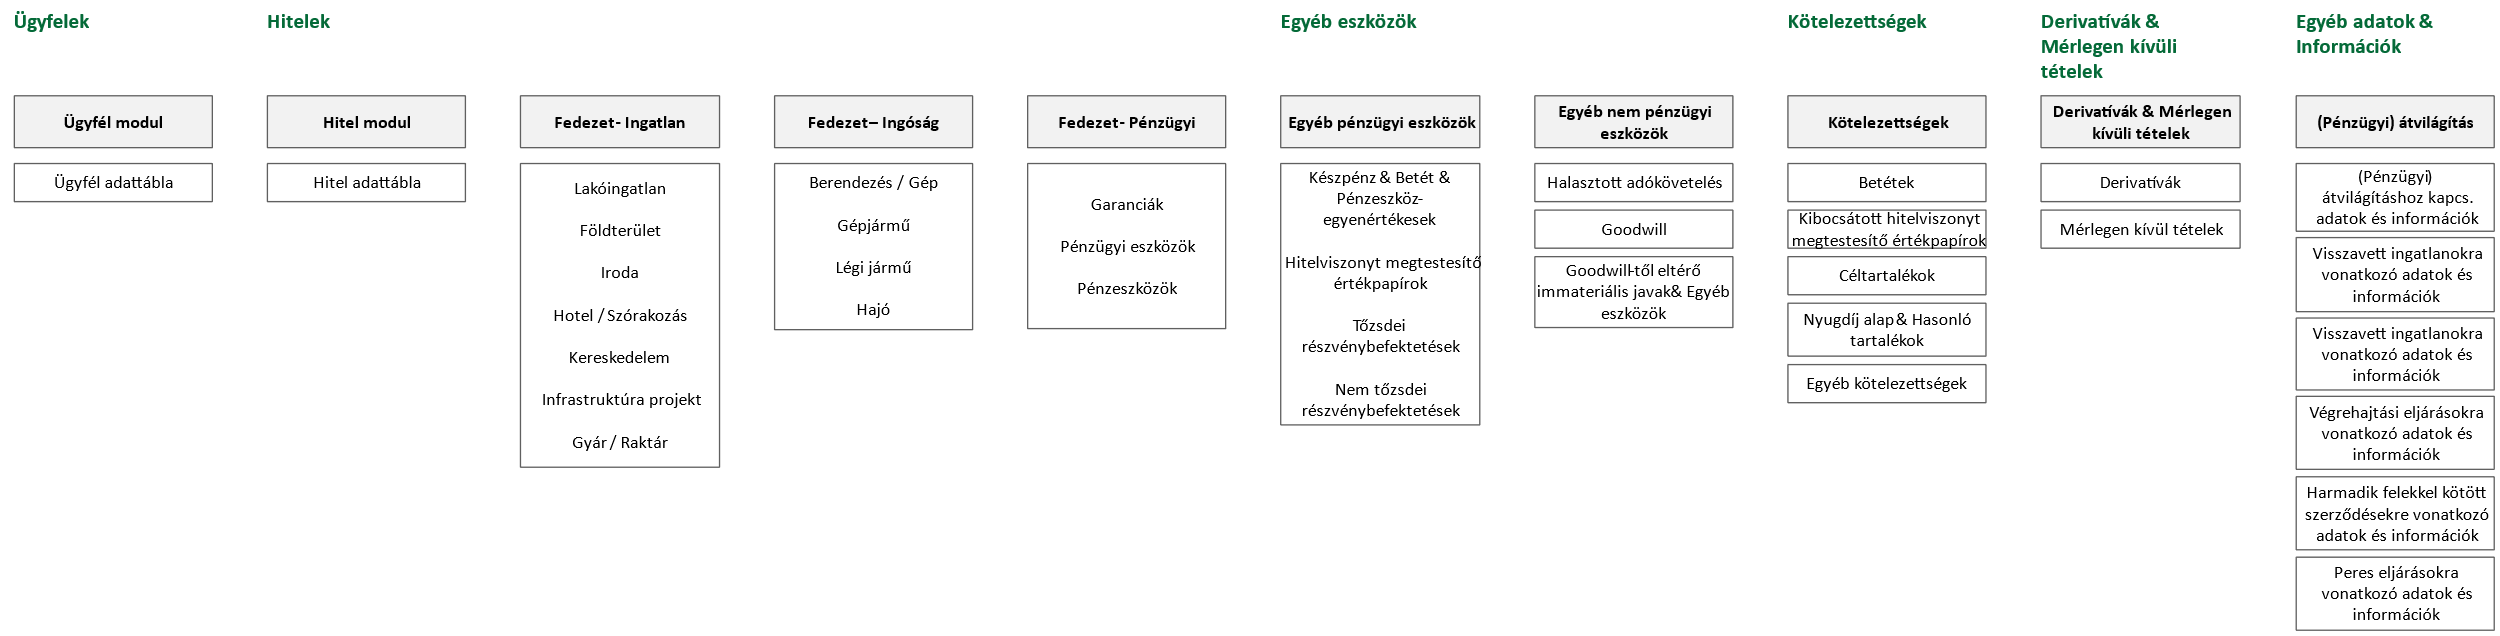 Ügyfelek
Hitelek
Egyéb eszközök
Kötelezettségek
Derivatívák &
Mérlegen kívüli
tételek
Egyéb adatok &
Információk
Ügyfél modul
Ügyfél adattábla
Hitel modul
Hitel adattábla
Fedezet- Ingatlan
Lakóingatlan
Földterület
Iroda
Hotel / Szórakozás
Kereskedelem
Infrastruktúra projekt
Gyár / Raktár
Fedezet– Ingóság
Berendezés / Gép
Gépjármű
Légi jármű
Hajó
Fedezet- Pénzügyi
Garanciák
Pénzügyi eszközök
Pénzeszközök
Egyéb pénzügyi eszközök
Készpénz & Betét &
Pénzeszköz-
egyenértékesek
Hitelviszonyt megtestesítő
értékpapírok
Tőzsdei
részvénybefektetések
Nem tőzsdei
részvénybefektetések
Egyéb nem pénzügyi
eszközök
Halasztott adókövetelés
Goodwill
Goodwill-től eltérő
immateriális javak& Egyéb
eszközök
Kötelezettségek
Betétek
Kibocsátott hitelviszonyt
megtestesítő értékpapírok
Céltartalékok
Nyugdíj alap & Hasonló
tartalékok
Egyéb kötelezettségek
Derivatívák & Mérlegen
kívüli tételek
Derivatívák
Mérlegen kívül tételek
(Pénzügyi) átvilágítás
(Pénzügyi)
átvilágításhoz kapcs.
adatok és információk
Visszavett ingatlanokra
vonatkozó adatok és
információk
Visszavett ingatlanokra
vonatkozó adatok és
információk
Végrehajtási eljárásokra
vonatkozó adatok és
információk
Harmadik felekkel kötött
szerződésekre vonatkozó
adatok és információk
Peres eljárásokra
vonatkozó adatok és
információk